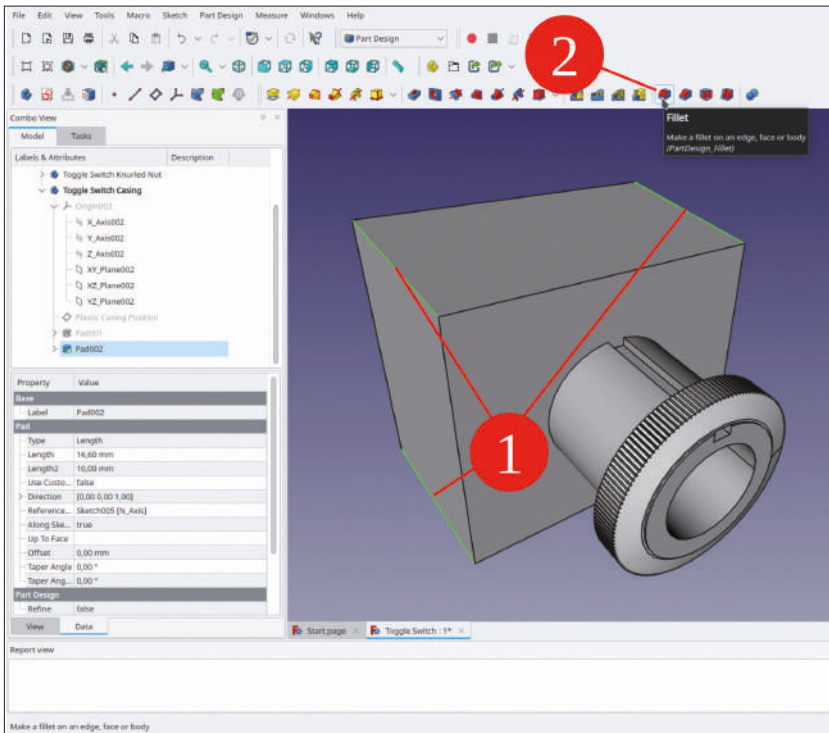 File Edit View Tools Macro Sketch Part Design Measure Windows Help
Part Design
2
Fillet
Make a fillet on an edge, face or body
(PartDesign_Fillet)
Combo View
Model Tasks
Labels & Attributes Description
Toggle Switch Knurled Nut
Toggle Switch Casing
Origin002
X_Axis002
Y_Axis002
Z_Axis002
XY_Plane002
XZ_Plane002
YZ_Plane002
Plastic Casing Position
Pad001
Pad002
Property Value
Base
Label Pad002
Pad
Type Length
Length 16,60 mm
Length2 10,00 mm
Use Custo... false
Direction [0,00 0,00 1,00]
Reference... Sketch005 [N_Axis]
Along Ske... true
Up To Face
Offset 0,00 mm
Taper Angle 0,00 °
Taper Ang... 0,00 °
Part Design
Refine false
View Data
1
Start page Toggle Switch : 1*
Report view
Make a fillet on an edge, face or body